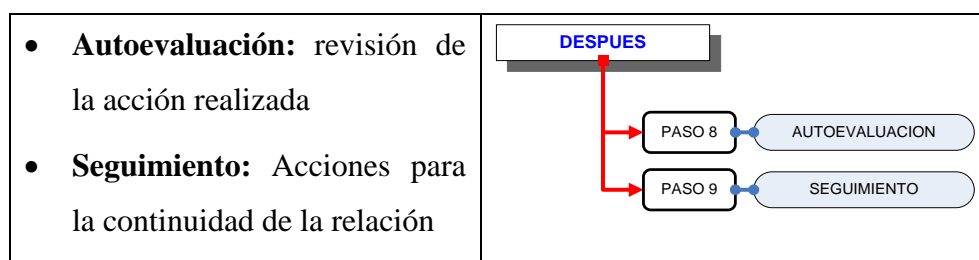 • Autoevaluación: revisión de
la acción realizada
• Seguimiento: Acciones para
la continuidad de la relación
DESPUES
PASO 8 AUTOEVALUACION
PASO 9 SEGUIMIENTO